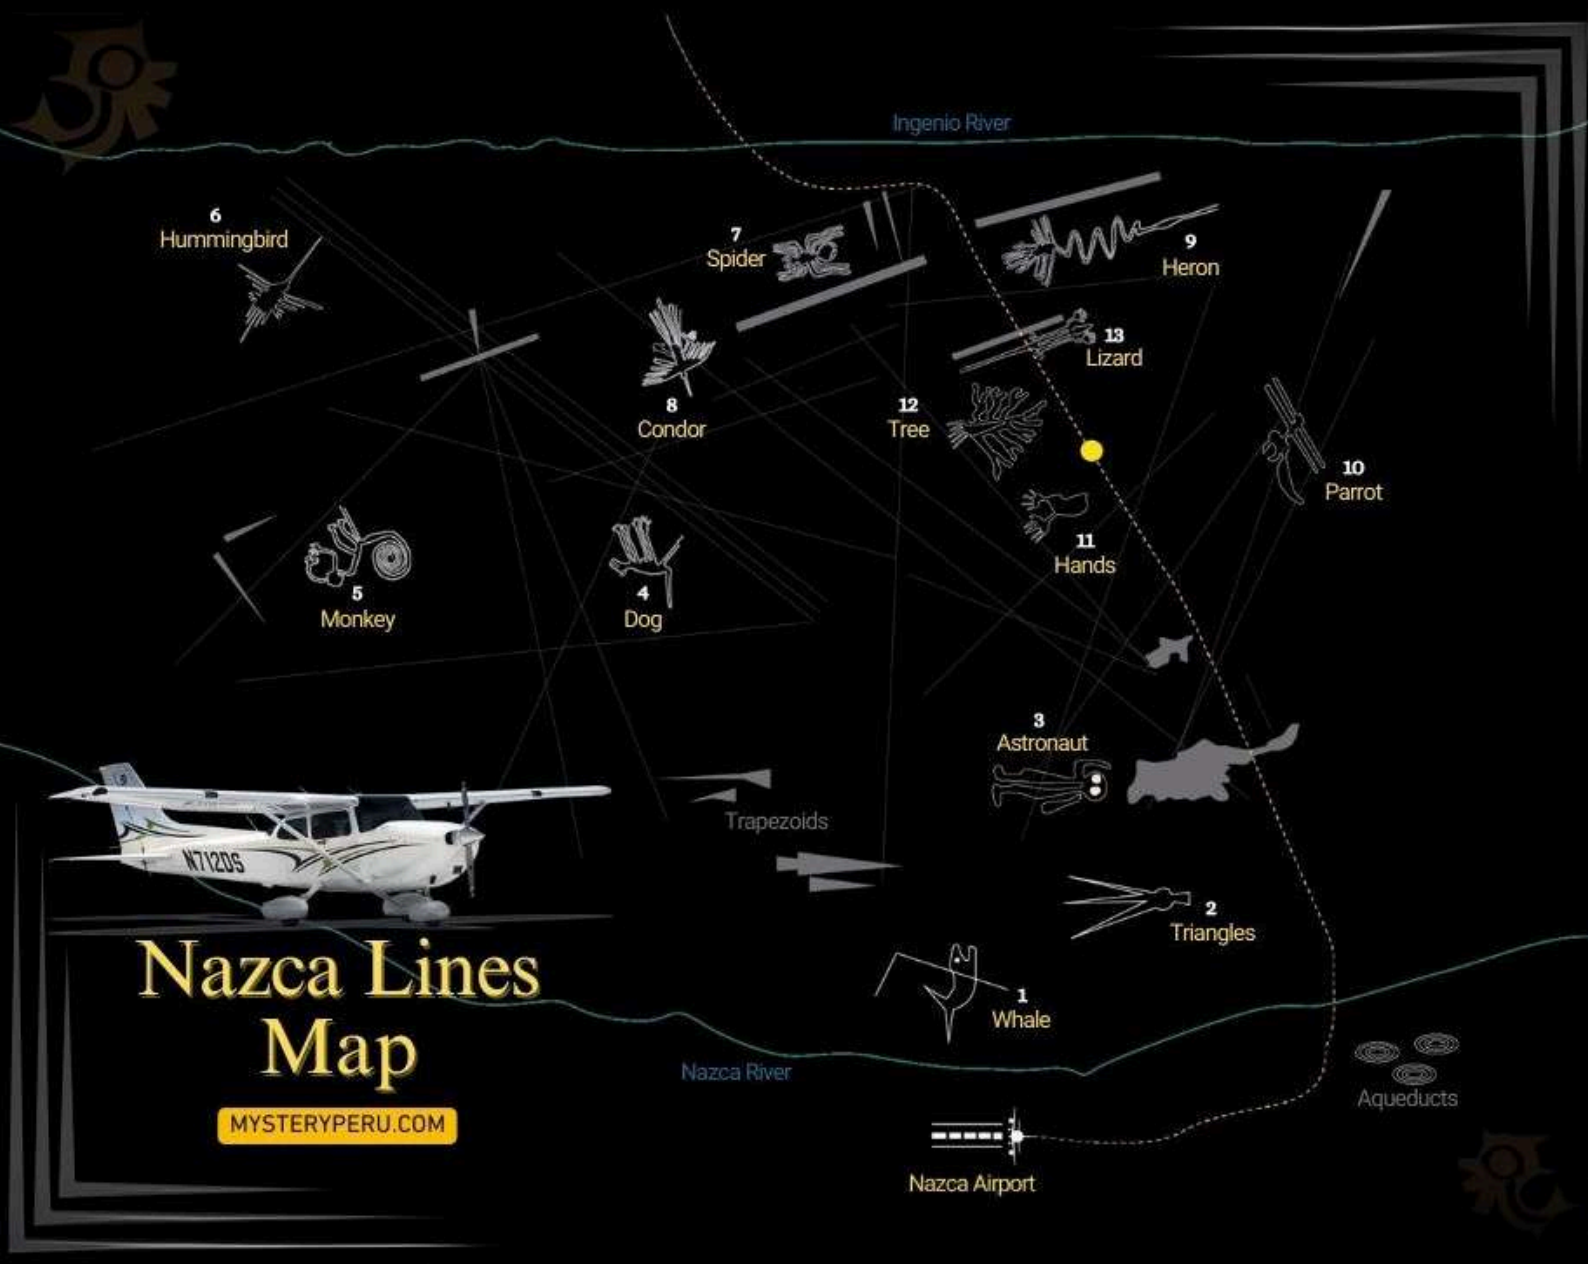 Ingenio River
6
Hummingbird
7
Spider
9
Heron
13
Lizard
8
Condor
12
Tree
10
Parrot
11
Hands
5
Monkey
4
Dog
3
Astronaut
Trapezoids
N712DS
2
Triangles
Nazca Lines
Map
1
Whale
Nazca River
Aqueducts
MYSTERYPERU.COM
Nazca Airport